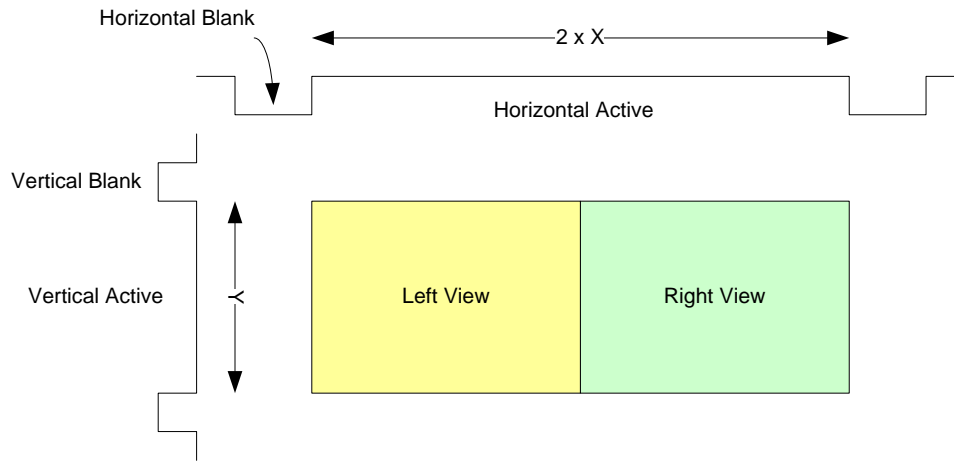 Horizontal Blank
2 x X
Horizontal Active
Vertical Blank
Vertical Active
Y
Left View
Right View